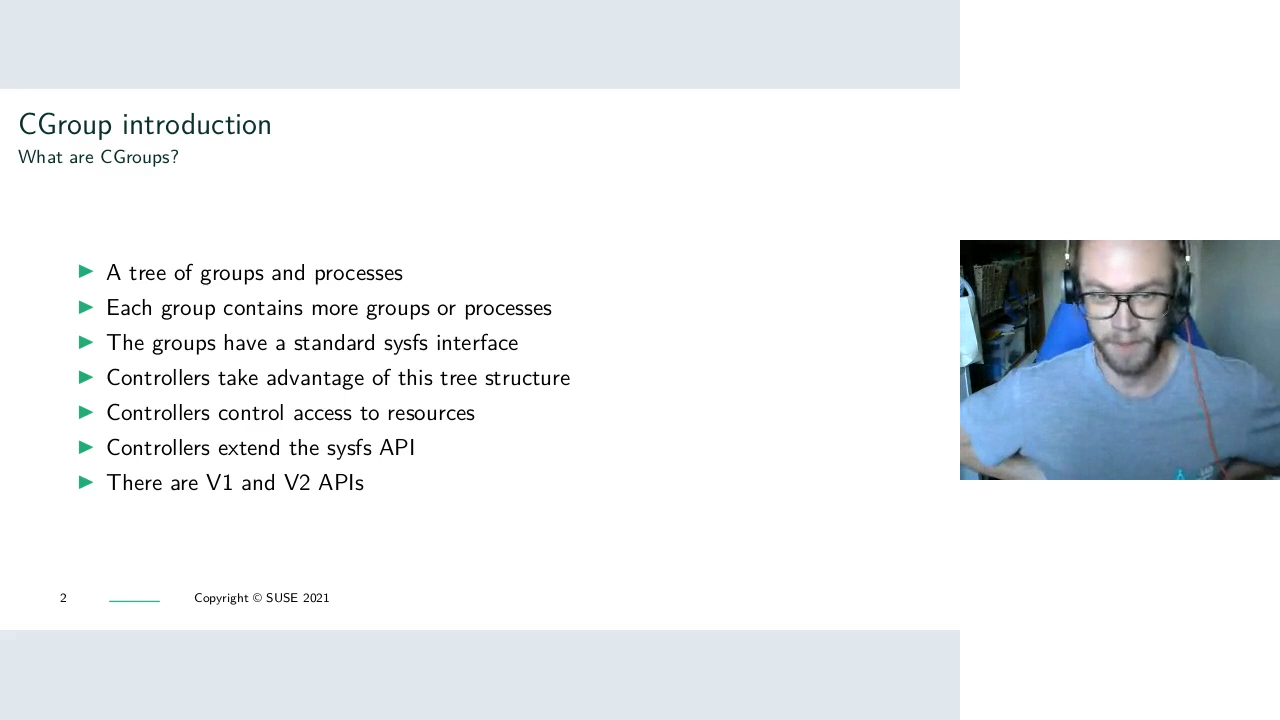 CGroup introduction
What are CGroups?
A tree of groups and processes
Each group contains more groups or processes
The groups have a standard sysfs interface
Controllers take advantage of this tree structure
Controllers control access to resources
Controllers extend the sysfs API
There are V1 and V2 APIs
2 Copyright © SUSE 2021